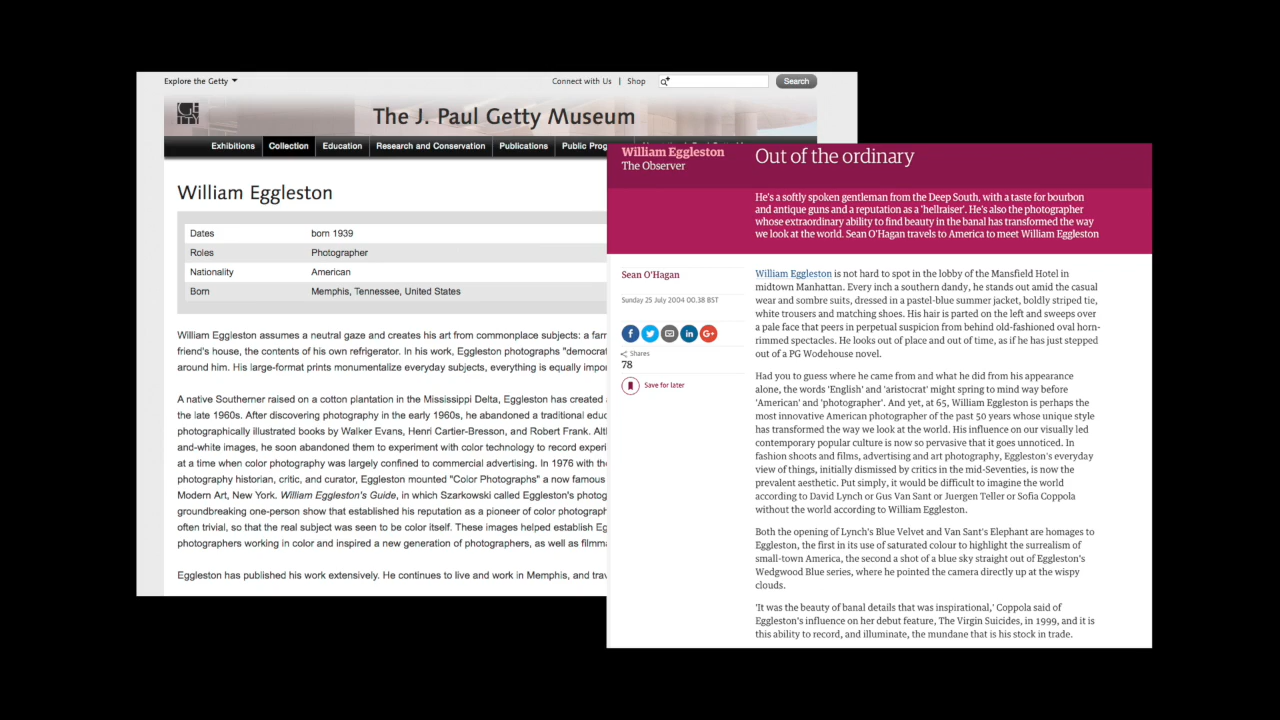 Explore the Getty
Connect with Us | Shop
Search
The J. Paul Getty Museum
Exhibitions Collection Education Research and Conservation Publications Public
William Eggleston
Dates born 1939
Roles Photographer
Nationality American
Born Memphis, Tennessee, United States
William Eggleston assumes a neutral gaze and creates his art from commonplace subjects: a
friend's house, the contents of his own refrigerator. In his work, Eggleston photographs
around him. His large-format prints monumentalize everyday subjects, everything is equally
A native Southerner raised on a cotton plantation in the Mississippi Delta, Eggleston has created
the late 1960s. After discovering photography in the early 1960s, he abandoned a traditional
photographically illustrated books by Walker Evans, Henri Cartier-Bresson, and Robert Frank.
and-white images, he soon abandoned them to experiment with color technology to record
at a time when color photography was largely confined to commercial advertising. In 1976 with the
photography historian, critic, and curator, Eggleston mounted "Color Photographs" a now famous
Modern Art, New York. William Eggleston's Guide, in which Szarkowski called Eggleston's
groundbreaking one-person show that established his reputation as a pioneer of color
often trivial, so that the real subject was seen to be color itself. These images helped establish
photographers working in color and inspired a new generation of photographers, as well as
Eggleston has published his work extensively. He continues to live and work in Memphis, and
William Eggleston
The Observer
Out of the ordinary
He's a softly spoken gentleman from the Deep South, with a taste for bourbon
and antique guns and a reputation as a 'hellraiser'. He's also the photographer
whose extraordinary ability to find beauty in the banal has transformed the way
we look at the world. Sean O'Hagan travels to America to meet William Eggleston
Sean O'Hagan
Sunday 25 July 2004 00.38 BST
Shares
78
Save for later
William Eggleston is not hard to spot in the lobby of the Mansfield Hotel in
midtown Manhattan. Every inch a southern dandy, he stands out amid the casual
wear and sombre suits, dressed in a pastel-blue summer jacket, boldly striped tie,
white trousers and matching shoes. His hair is parted on the left and sweeps over
a pale face that peers in perpetual suspicion from behind old-fashioned oval horn-
rimmed spectacles. He looks out of place and out of time, as if he has just stepped
out of a PG Wodehouse novel.
Had you to guess where he came from and what he did from his appearance
alone, the words 'English' and 'aristocrat' might spring to mind way before
'American' and 'photographer'. And yet, at 65, William Eggleston is perhaps the
most innovative American photographer of the past 50 years whose unique style
has transformed the way we look at the world. His influence on our visually led
contemporary popular culture is now so pervasive that it goes unnoticed. In
fashion shoots and films, advertising and art photography, Eggleston's everyday
view of things, initially dismissed by critics in the mid-Seventies, is now the
prevalent aesthetic. Put simply, it would be difficult to imagine the world
according to David Lynch or Gus Van Sant or Juergen Teller or Sofia Coppola
without the world according to William Eggleston.
Both the opening of Lynch's Blue Velvet and Van Sant's Elephant are homages to
Eggleston, the first in its use of saturated colour to highlight the surrealism of
small-town America, the second a shot of a blue sky straight out of Eggleston's
Wedgwood Blue series, where he pointed the camera directly up at the wispy
clouds.
'It was the beauty of banal details that was inspirational,' Coppola said of
Eggleston's influence on her debut feature, The Virgin Suicides, in 1999, and it is
this ability to record, and illuminate, the mundane that is his stock in trade.